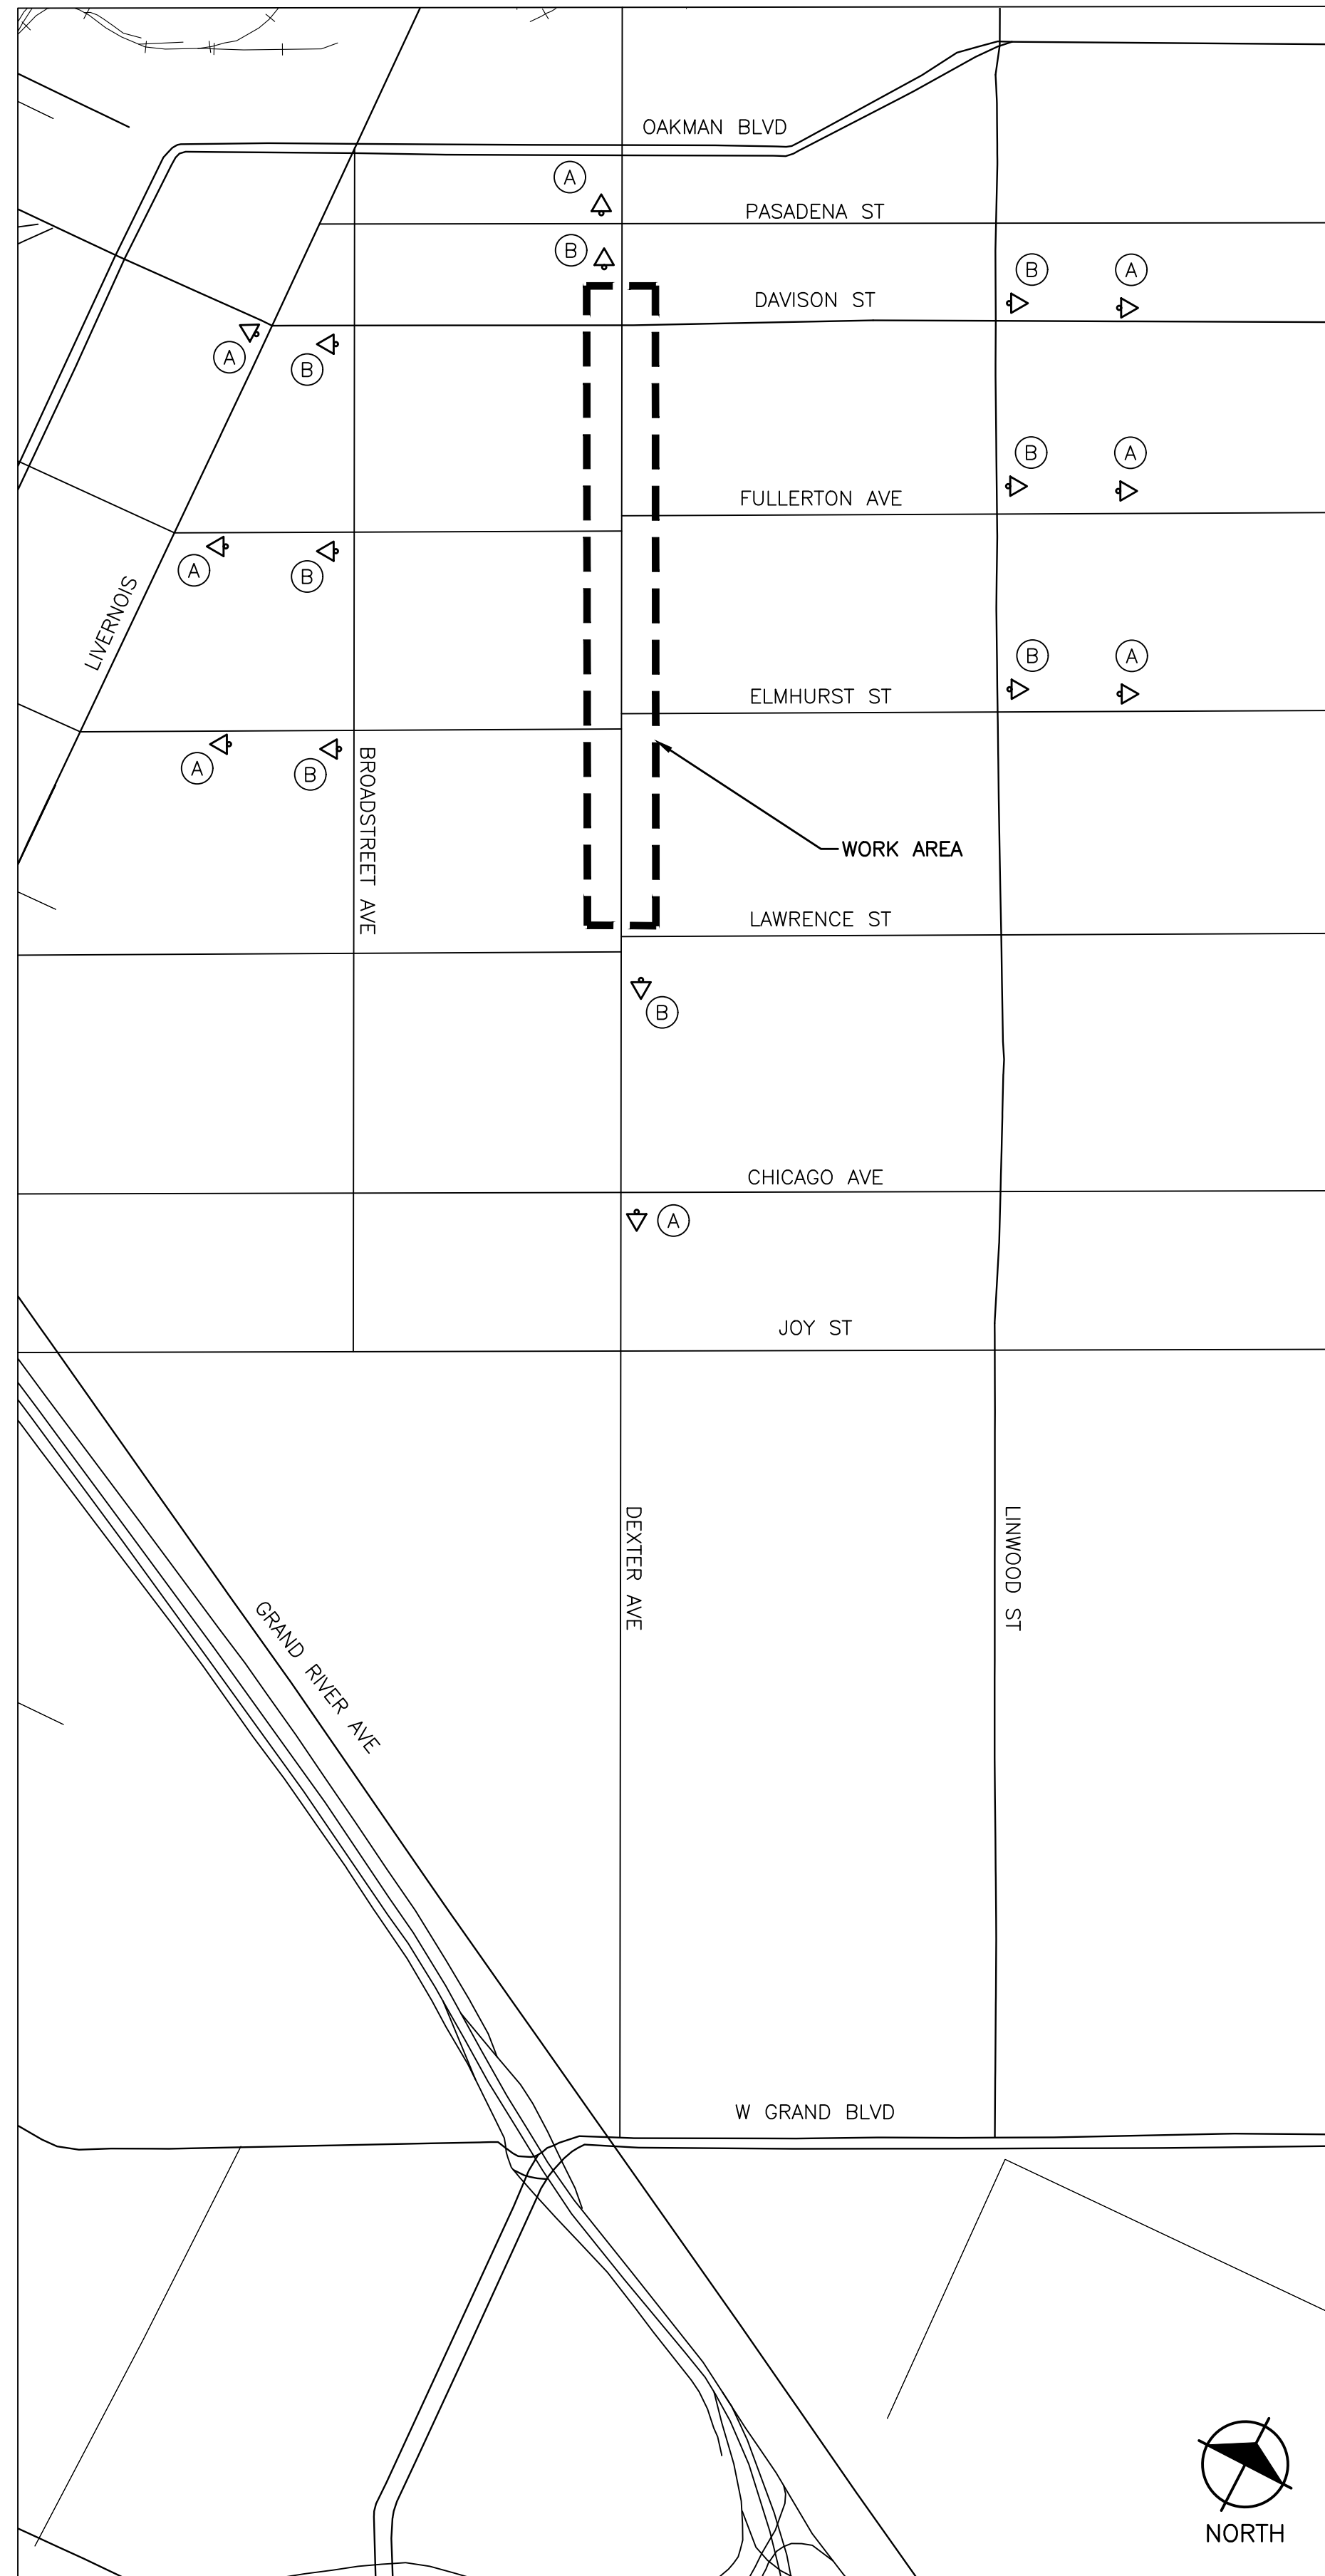 OAKMAN BLVD
A
PASADENA ST
B
B
A
DAVISON ST
A
B
B
A
FULLERTON AVE
A
B
LIVERNOIS
B
A
ELMHURST ST
A
B
BROADSTREET AVE
WORK AREA
LAWRENCE ST
B
CHICAGO AVE
A
JOY ST
DEXTER AVE
LINWOOD ST
GRAND RIVER AVE
W GRAND BLVD
NORTH